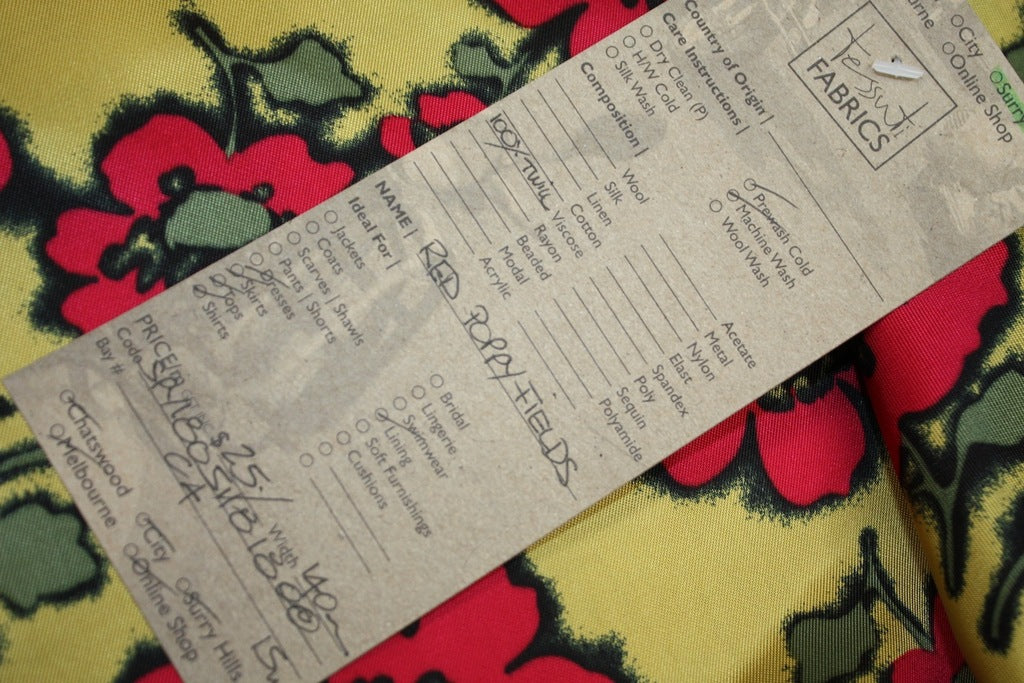 tessuti
FABRICS
City
Online Shop
Surry
Country of Origin |
Care Instructions |
Dry Clean (P)
H/W Cold
Silk Wash
Prewash Cold
Machine Wash
Wool Wash
Composition |
Wool
Silk
Linen
Cotton
100% TWILL Viscose
Rayon
Beaded
Modal
Acrylic
Acetate
Metal
Nylon
Elast
Spandex
Poly
Sequin
Polyamide
NAME | RED POPPY FIELDS
Ideal For |
Jackets
Coats
Scarves | Shawls
Pants | Shorts
Dresses
Skirts
Tops
Shirts
Bridal
Lingerie
Swimwear
Lining
Soft Furnishings
Cushions
$25/- Width 140
Code
Bay #
Chatswood
Melbourne
City
Online Shop
Surry Hills